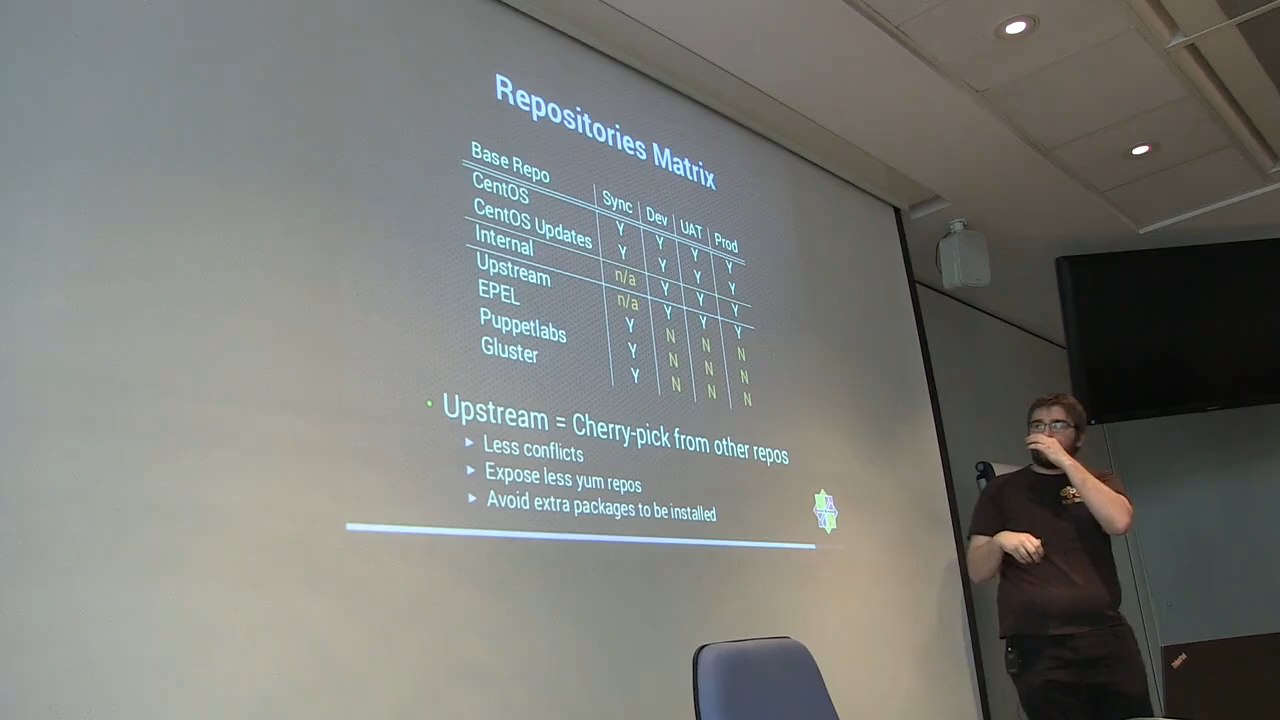 Repositories Matrix
Base Repo Sync Dev UAT Prod
CentOS Y Y Y Y
CentOS Updates Y Y Y Y
Internal n/a Y Y Y
Upstream n/a Y Y Y
EPEL Y N N N
Puppetlabs Y N N N
Gluster Y N N N
Upstream = Cherry-pick from other repos
Less conflicts
Expose less yum repos
Avoid extra packages to be installed